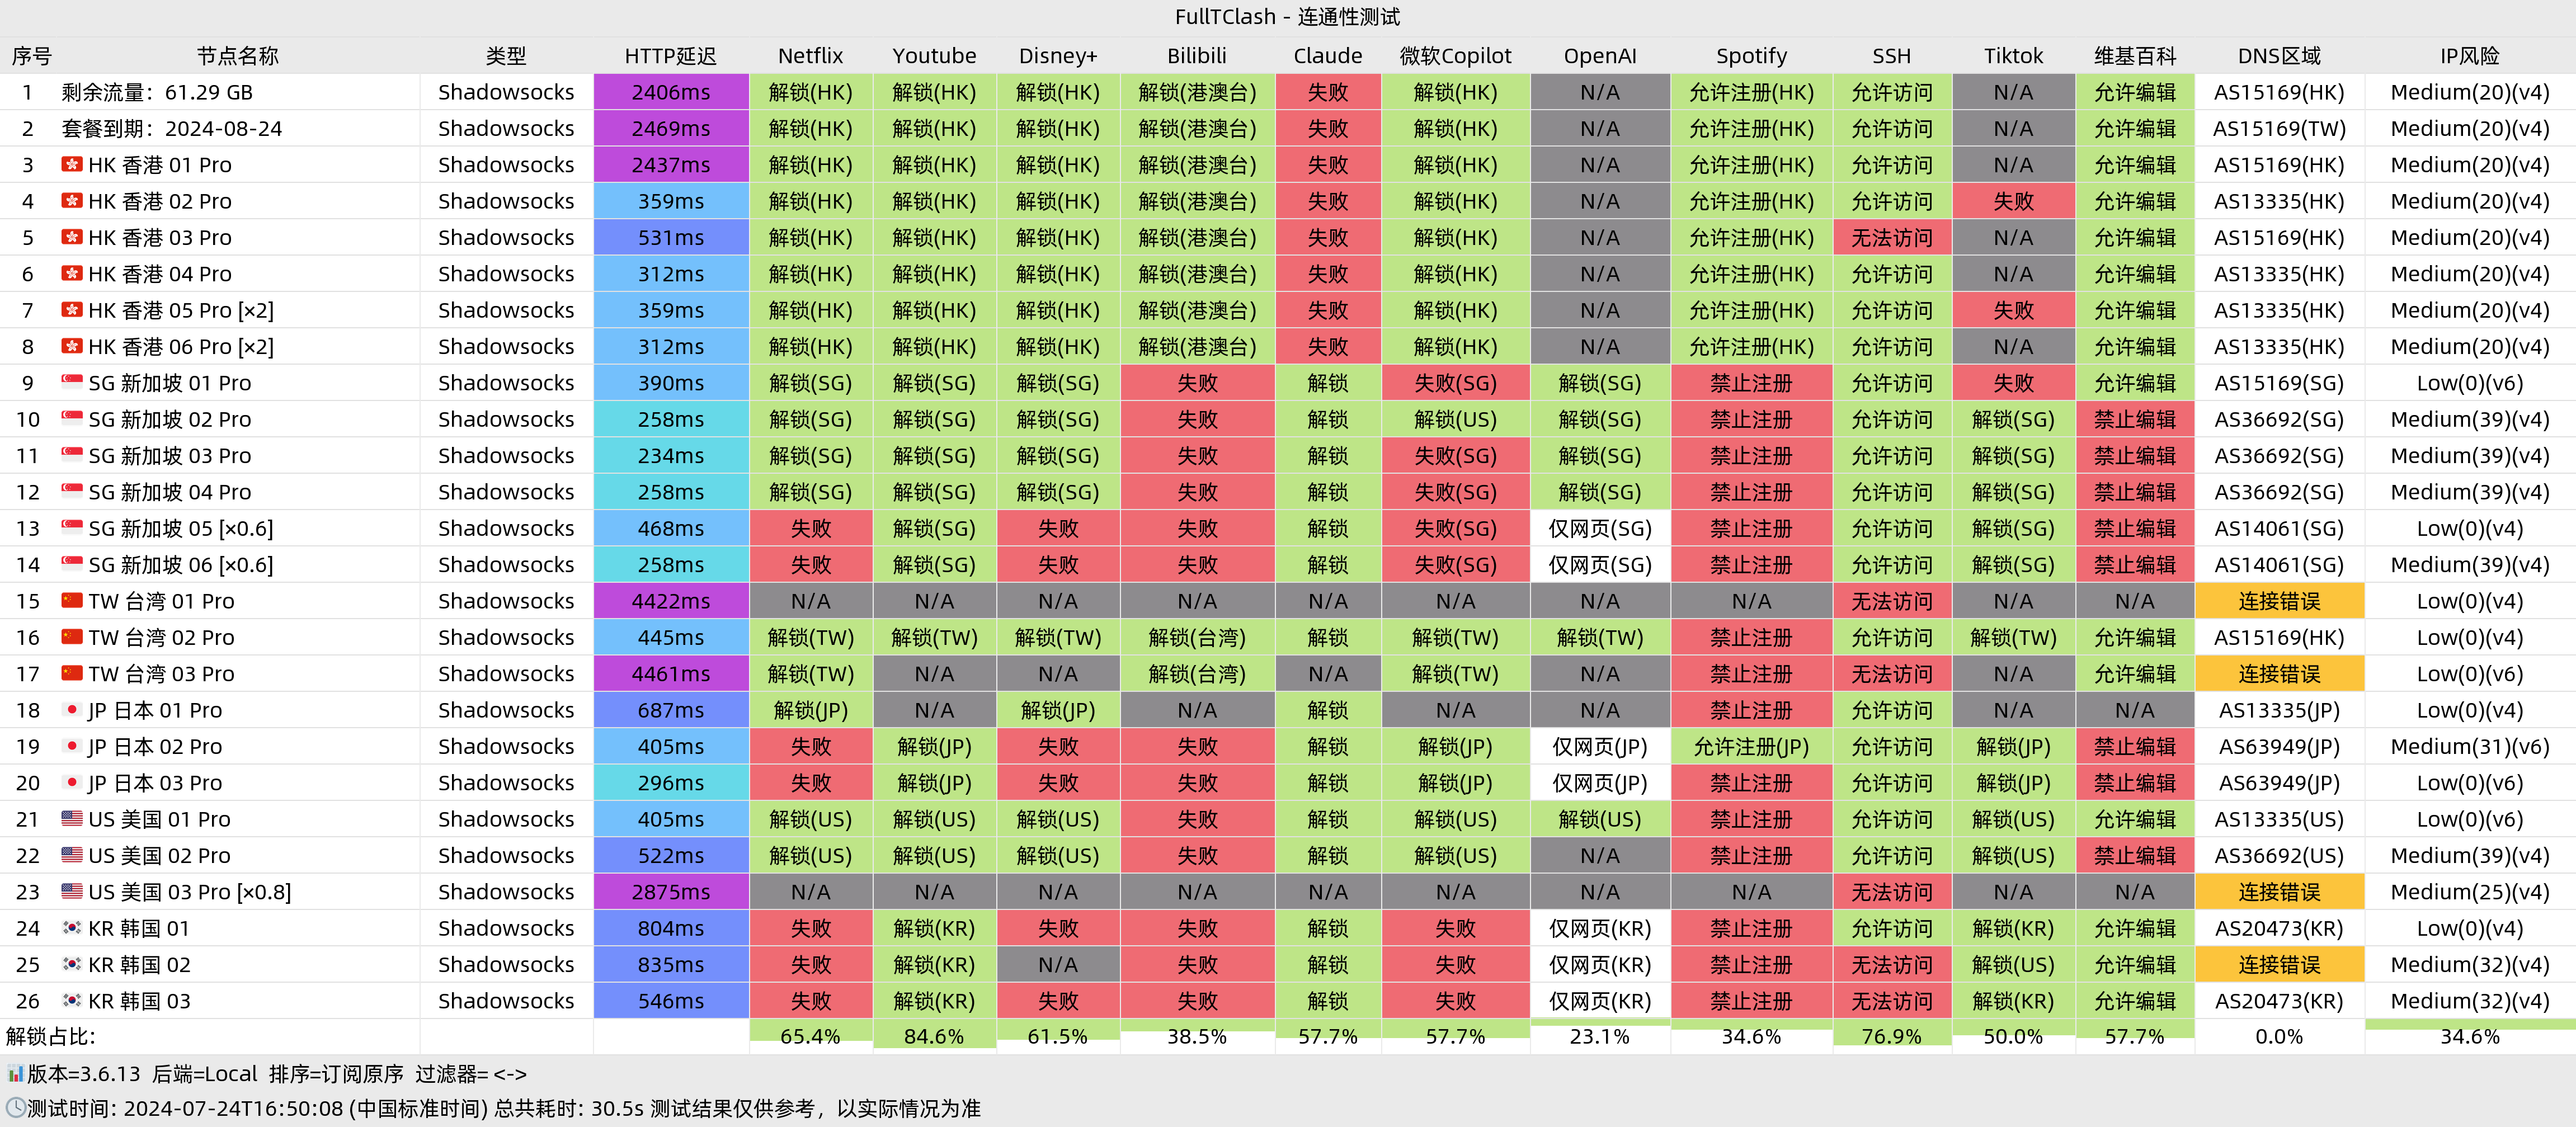 FullTClash - 连通性测试
序号 节点名称 类型 HTTP延迟 Netflix Youtube Disney+ Bilibili Claude 微软Copilot OpenAI Spotify SSH Tiktok 维基百科 DNS区域 IP风险
1 剩余流量：61.29 GB Shadowsocks 2406ms 解锁(HK) 解锁(HK) 解锁(HK) 解锁(港澳台) 失败 解锁(HK) N/A 允许注册(HK) 允许访问 N/A 允许编辑 AS15169(HK) Medium(20)(v4)
2 套餐到期：2024-08-24 Shadowsocks 2469ms 解锁(HK) 解锁(HK) 解锁(HK) 解锁(港澳台) 失败 解锁(HK) N/A 允许注册(HK) 允许访问 N/A 允许编辑 AS15169(TW) Medium(20)(v4)
3 HK 香港 01 Pro Shadowsocks 2437ms 解锁(HK) 解锁(HK) 解锁(HK) 解锁(港澳台) 失败 解锁(HK) N/A 允许注册(HK) 允许访问 N/A 允许编辑 AS15169(HK) Medium(20)(v4)
4 HK 香港 02 Pro Shadowsocks 359ms 解锁(HK) 解锁(HK) 解锁(HK) 解锁(港澳台) 失败 解锁(HK) N/A 允许注册(HK) 允许访问 失败 允许编辑 AS13335(HK) Medium(20)(v4)
5 HK 香港 03 Pro Shadowsocks 531ms 解锁(HK) 解锁(HK) 解锁(HK) 解锁(港澳台) 失败 解锁(HK) N/A 允许注册(HK) 无法访问 N/A 允许编辑 AS15169(HK) Medium(20)(v4)
6 HK 香港 04 Pro Shadowsocks 312ms 解锁(HK) 解锁(HK) 解锁(HK) 解锁(港澳台) 失败 解锁(HK) N/A 允许注册(HK) 允许访问 N/A 允许编辑 AS13335(HK) Medium(20)(v4)
7 HK 香港 05 Pro [×2] Shadowsocks 359ms 解锁(HK) 解锁(HK) 解锁(HK) 解锁(港澳台) 失败 解锁(HK) N/A 允许注册(HK) 允许访问 失败 允许编辑 AS13335(HK) Medium(20)(v4)
8 HK 香港 06 Pro [×2] Shadowsocks 312ms 解锁(HK) 解锁(HK) 解锁(HK) 解锁(港澳台) 失败 解锁(HK) N/A 允许注册(HK) 允许访问 N/A 允许编辑 AS13335(HK) Medium(20)(v4)
9 SG 新加坡 01 Pro Shadowsocks 390ms 解锁(SG) 解锁(SG) 解锁(SG) 失败 解锁 失败(SG) 解锁(SG) 禁止注册 允许访问 失败 允许编辑 AS15169(SG) Low(0)(v6)
10 SG 新加坡 02 Pro Shadowsocks 258ms 解锁(SG) 解锁(SG) 解锁(SG) 失败 解锁 解锁(US) 解锁(SG) 禁止注册 允许访问 解锁(SG) 禁止编辑 AS36692(SG) Medium(39)(v4)
11 SG 新加坡 03 Pro Shadowsocks 234ms 解锁(SG) 解锁(SG) 解锁(SG) 失败 解锁 失败(SG) 解锁(SG) 禁止注册 允许访问 解锁(SG) 禁止编辑 AS36692(SG) Medium(39)(v4)
12 SG 新加坡 04 Pro Shadowsocks 258ms 解锁(SG) 解锁(SG) 解锁(SG) 失败 解锁 失败(SG) 解锁(SG) 禁止注册 允许访问 解锁(SG) 禁止编辑 AS36692(SG) Medium(39)(v4)
13 SG 新加坡 05 [×0.6] Shadowsocks 468ms 失败 解锁(SG) 失败 失败 解锁 失败(SG) 仅网页(SG) 禁止注册 允许访问 解锁(SG) 禁止编辑 AS14061(SG) Low(0)(v4)
14 SG 新加坡 06 [×0.6] Shadowsocks 258ms 失败 解锁(SG) 失败 失败 解锁 失败(SG) 仅网页(SG) 禁止注册 允许访问 解锁(SG) 禁止编辑 AS14061(SG) Medium(39)(v4)
15 TW 台湾 01 Pro Shadowsocks 4422ms N/A N/A N/A N/A N/A N/A N/A N/A 无法访问 N/A N/A 连接错误 Low(0)(v4)
16 TW 台湾 02 Pro Shadowsocks 445ms 解锁(TW) 解锁(TW) 解锁(TW) 解锁(台湾) 解锁 解锁(TW) 解锁(TW) 禁止注册 允许访问 解锁(TW) 允许编辑 AS15169(HK) Low(0)(v4)
17 TW 台湾 03 Pro Shadowsocks 4461ms 解锁(TW) N/A N/A 解锁(台湾) N/A 解锁(TW) N/A 禁止注册 无法访问 N/A 允许编辑 连接错误 Low(0)(v6)
18 JP 日本 01 Pro Shadowsocks 687ms 解锁(JP) N/A 解锁(JP) N/A 解锁 N/A N/A 禁止注册 允许访问 N/A N/A AS13335(JP) Low(0)(v4)
19 JP 日本 02 Pro Shadowsocks 405ms 失败 解锁(JP) 失败 失败 解锁 解锁(JP) 仅网页(JP) 允许注册(JP) 允许访问 解锁(JP) 禁止编辑 AS63949(JP) Medium(31)(v6)
20 JP 日本 03 Pro Shadowsocks 296ms 失败 解锁(JP) 失败 失败 解锁 解锁(JP) 仅网页(JP) 禁止注册 允许访问 解锁(JP) 禁止编辑 AS63949(JP) Low(0)(v6)
21 US 美国 01 Pro Shadowsocks 405ms 解锁(US) 解锁(US) 解锁(US) 失败 解锁 解锁(US) 解锁(US) 禁止注册 允许访问 解锁(US) 允许编辑 AS13335(US) Low(0)(v6)
22 US 美国 02 Pro Shadowsocks 522ms 解锁(US) 解锁(US) 解锁(US) 失败 解锁 解锁(US) N/A 禁止注册 允许访问 解锁(US) 禁止编辑 AS36692(US) Medium(39)(v4)
23 US 美国 03 Pro [×0.8] Shadowsocks 2875ms N/A N/A N/A N/A N/A N/A N/A N/A 无法访问 N/A N/A 连接错误 Medium(25)(v4)
24 KR 韩国 01 Shadowsocks 804ms 失败 解锁(KR) 失败 失败 解锁 失败 仅网页(KR) 禁止注册 允许访问 解锁(KR) 允许编辑 AS20473(KR) Low(0)(v4)
25 KR 韩国 02 Shadowsocks 835ms 失败 解锁(KR) N/A 失败 解锁 失败 仅网页(KR) 禁止注册 无法访问 解锁(US) 允许编辑 连接错误 Medium(32)(v4)
26 KR 韩国 03 Shadowsocks 546ms 失败 解锁(KR) 失败 失败 解锁 失败 仅网页(KR) 禁止注册 无法访问 解锁(KR) 允许编辑 AS20473(KR) Medium(32)(v4)
解锁占比: 65.4% 84.6% 61.5% 38.5% 57.7% 57.7% 23.1% 34.6% 76.9% 50.0% 57.7% 0.0% 34.6%
版本=3.6.13 后端=Local 排序=订阅原序 过滤器= <->
测试时间: 2024-07-24T16:50:08 (中国标准时间) 总共耗时: 30.5s 测试结果仅供参考，以实际情况为准